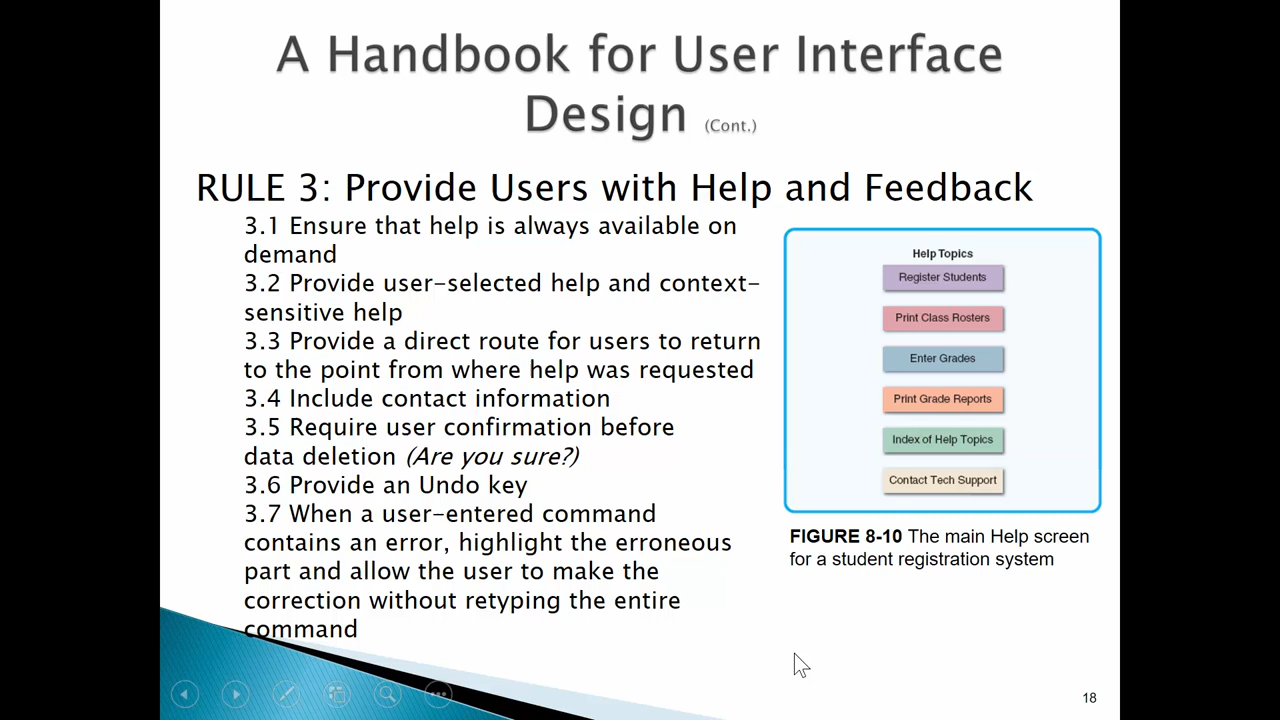 A Handbook for User Interface
Design (Cont.)
RULE 3: Provide Users with Help and Feedback
3.1 Ensure that help is always available on
demand
3.2 Provide user-selected help and context-
sensitive help
3.3 Provide a direct route for users to return
to the point from where help was requested
3.4 Include contact information
3.5 Require user confirmation before
data deletion (Are you sure?)
3.6 Provide an Undo key
3.7 When a user-entered command
contains an error, highlight the erroneous
part and allow the user to make the
correction without retyping the entire
command
Help Topics
Register Students
Print Class Rosters
Enter Grades
Print Grade Reports
Index of Help Topics
Contact Tech Support
FIGURE 8-10 The main Help screen
for a student registration system
18